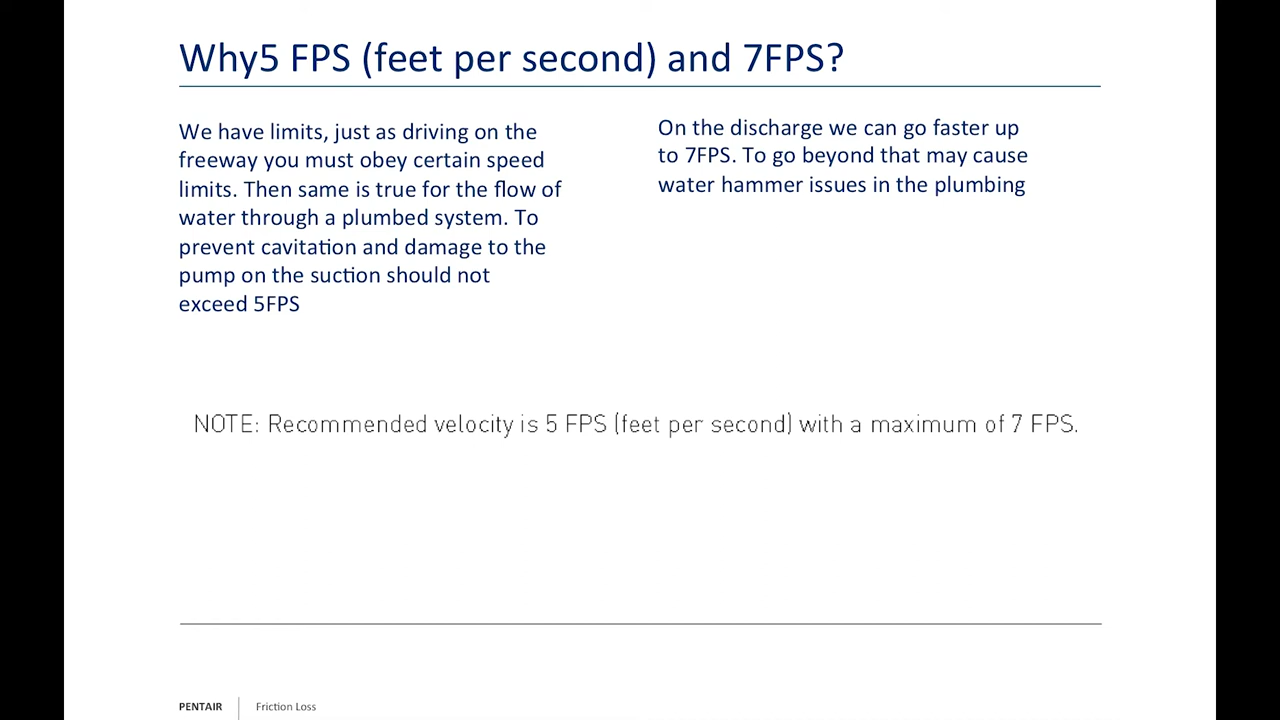 Why5 FPS (feet per second) and 7FPS?
We have limits, just as driving on the
freeway you must obey certain speed
limits. Then same is true for the flow of
water through a plumbed system. To
prevent cavitation and damage to the
pump on the suction should not
exceed 5FPS
On the discharge we can go faster up
to 7FPS. To go beyond that may cause
water hammer issues in the plumbing
NOTE: Recommended velocity is 5 FPS (feet per second) with a maximum of 7 FPS.
PENTAIR
Friction Loss